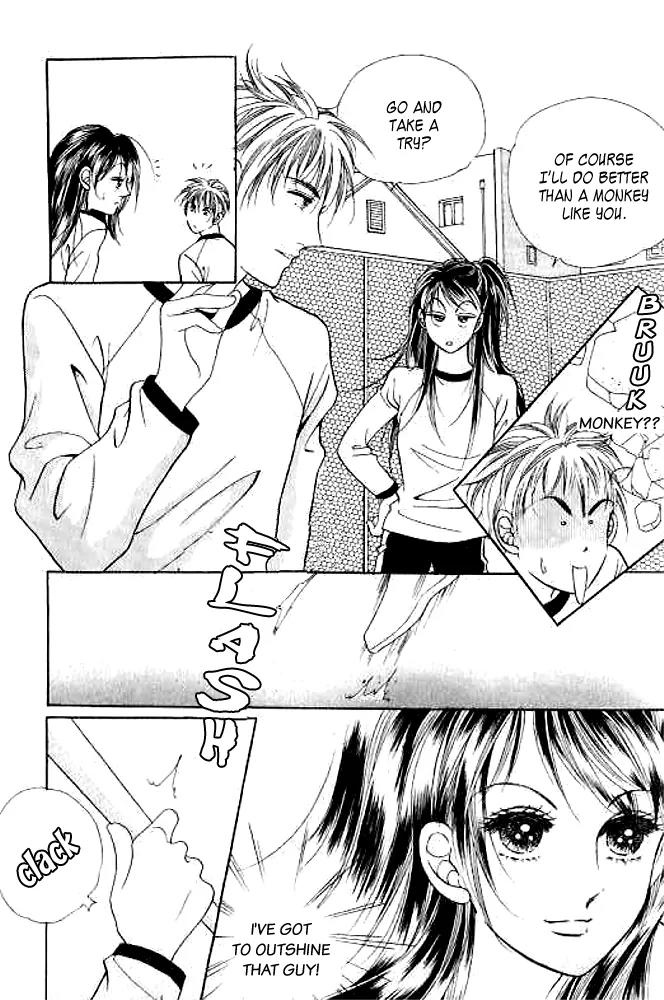 GO AND
TAKE A
TRY?
OF COURSE
I'LL DO BETTER
THAN A MONKEY
LIKE YOU.
BRUUK
MONKEY??
FLASH
clack
I'VE GOT
TO OUTSHINE
THAT GUY!